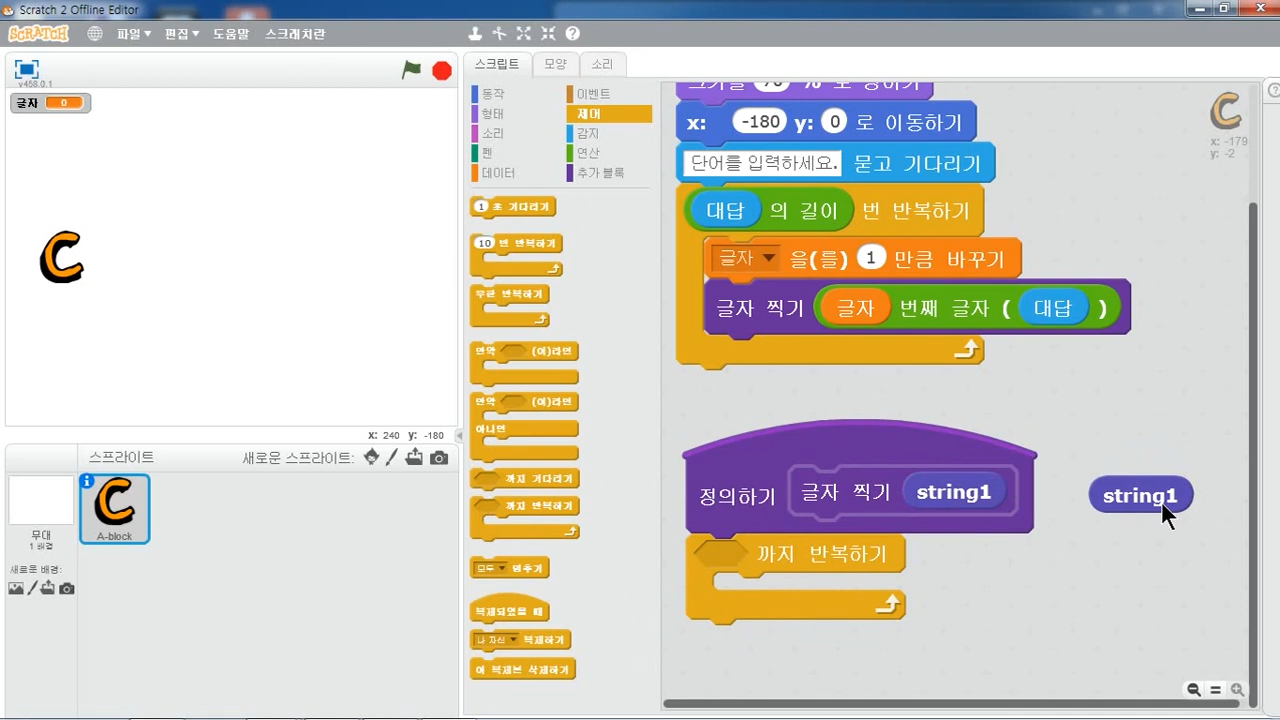 Scratch 2 Offline Editor
SCRATCH 파일 편집 도움말 스크래치란
v458.0.1
글자 0
x: 240 y: -180
스프라이트 새로운 스프라이트:
무대
1 배경
새로운 배경:
A-block
스크립트 모양 소리
동작 이벤트
형태 제어
소리 감지
펜 연산
데이터 추가 블록
1 초 기다리기
10 번 반복하기
무한 반복하기
만약 (이)라면
만약 (이)라면
아니면
까지 기다리기
까지 반복하기
모두 멈추기
복제되었을 때
나 자신 복제하기
이 복제본 삭제하기
크기를 70 % 로 정하기
x: -180 y: 0 로 이동하기
단어를 입력하세요. 묻고 기다리기
대답 의 길이 번 반복하기
글자 을(를) 1 만큼 바꾸기
글자 찍기 글자 번째 글자 ( 대답 )
정의하기 글자 찍기 string1
까지 반복하기
string1
x: -179
y: -2